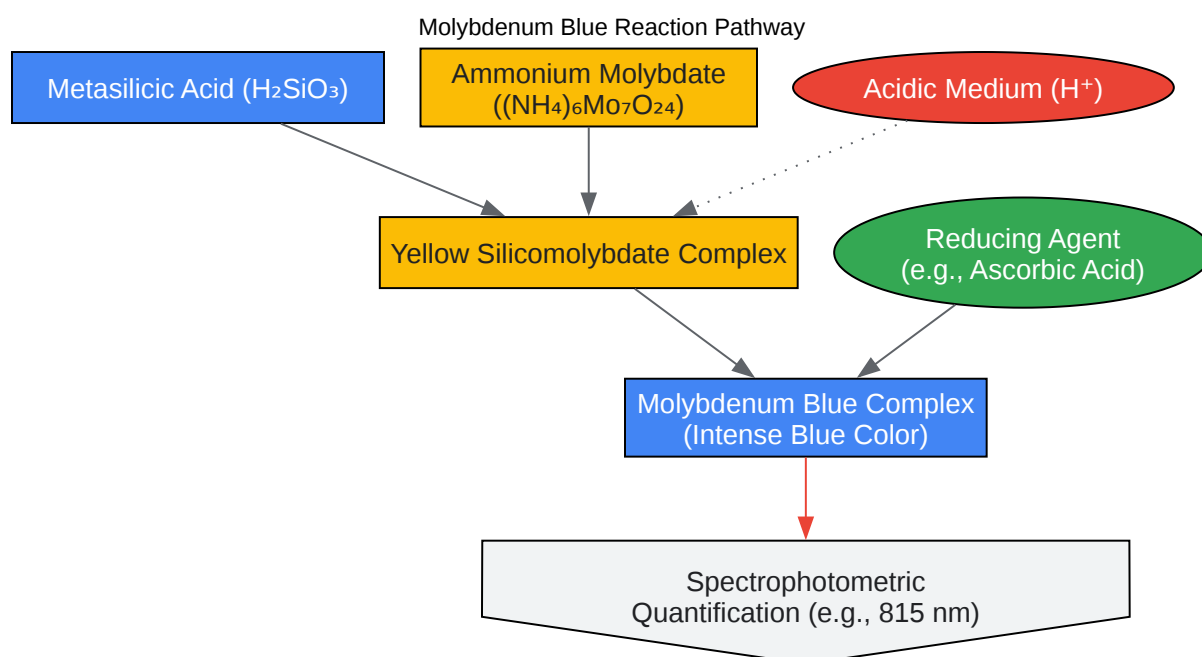 Molybdenum Blue Reaction Pathway
Metasilicic Acid (H₂SiO₃)
Ammonium Molybdate
((NH₄)₆Mo₇O₂₄)
Acidic Medium (H⁺)
Yellow Silicomolybdate Complex
Reducing Agent
(e.g., Ascorbic Acid)
Molybdenum Blue Complex
(Intense Blue Color)
Spectrophotometric
Quantification (e.g., 815 nm)